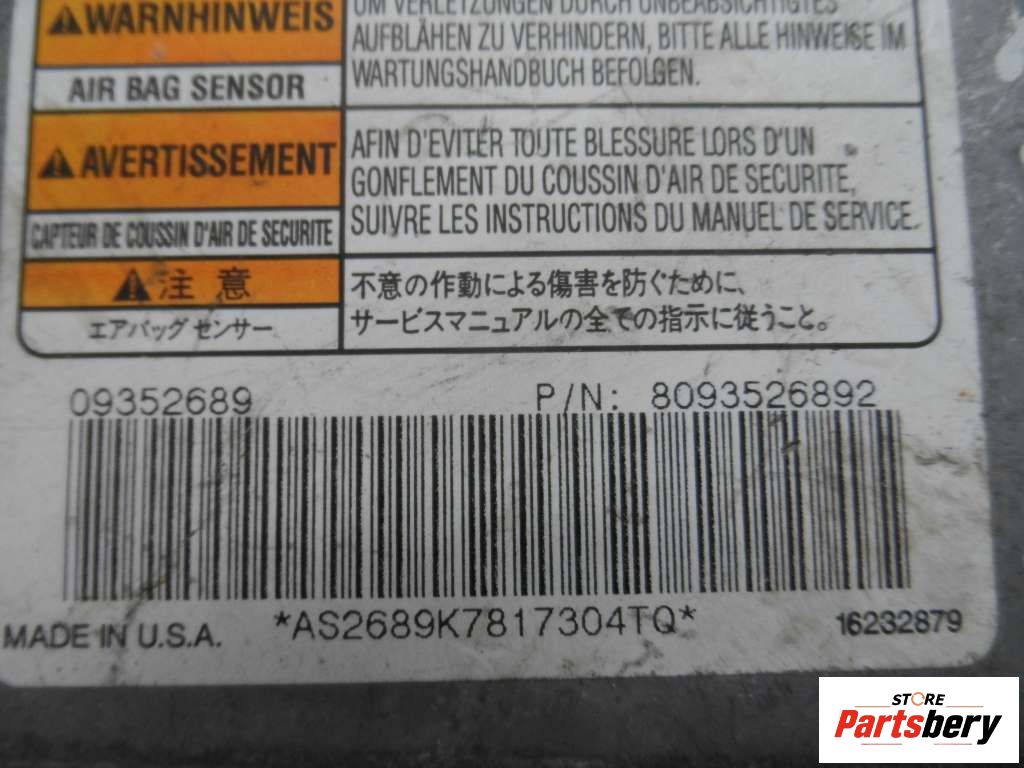 ⚠WARNHINWEIS
AIR BAG SENSOR
UM VERLETZUNGEN DURCH UNBEABSICHTIGTES
AUFBLÄHEN ZU VERHINDERN, BITTE ALLE HINWEISE IM
WARTUNGSHANDBUCH BEFOLGEN.
⚠AVERTISSEMENT
CAPTEUR DE COUSSIN D'AIR DE SECURITE
AFIN D'EVITER TOUTE BLESSURE LORS D'UN
GONFLEMENT DU COUSSIN D'AIR DE SECURITE,
SUIVRE LES INSTRUCTIONS DU MANUEL DE SERVICE.
⚠注意
エアバッグ センサー
不意の作動による傷害を防ぐために、
サービスマニュアルの全ての指示に従うこと。
09352689 P/N: 8093526892
*AS2689K7817304TQ*
MADE IN U.S.A.
16232879
STORE
Partsbery